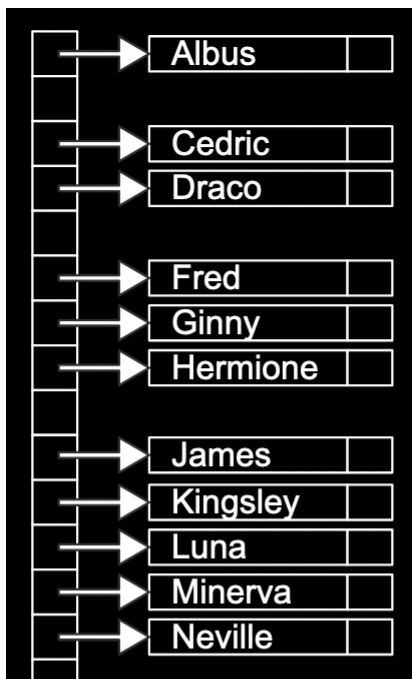 Albus
Cedric
Draco
Fred
Ginny
Hermione
James
Kingsley
Luna
Minerva
Neville